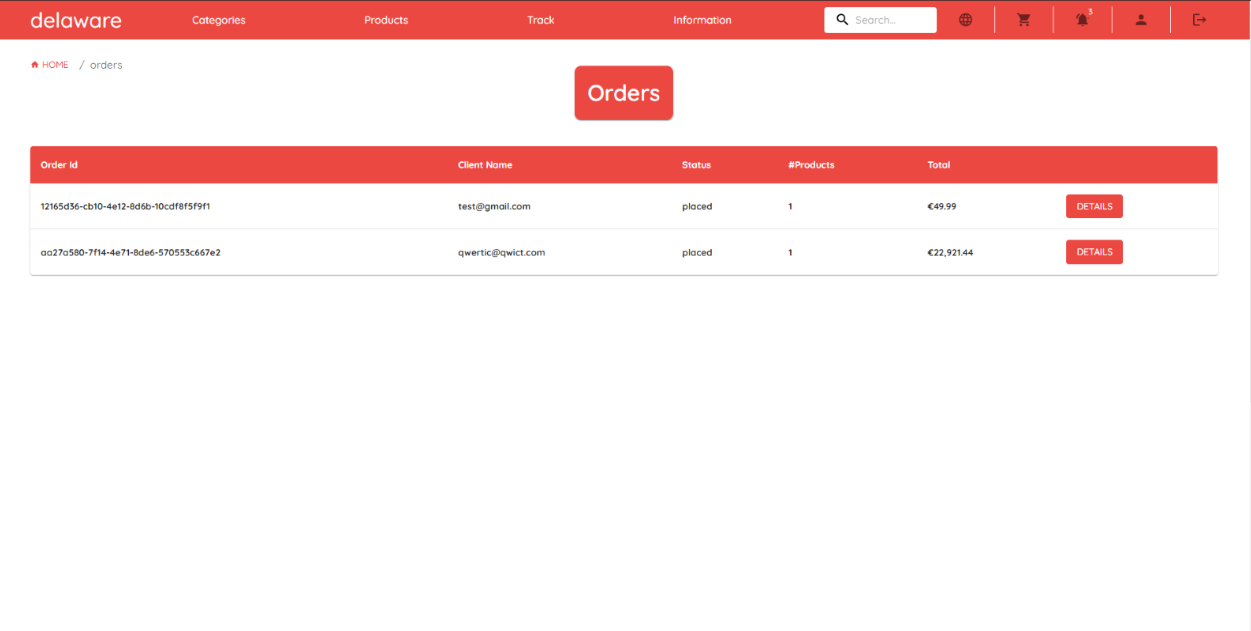 delaware Categories Products Track Information Search... 3
HOME / orders
Orders
Order Id Client Name Status #Products Total
12165d36-cb10-4e12-8d6b-10cdf8f5f9f1 test@gmail.com placed 1 €49.99 DETAILS
aa27a580-7f14-4e71-8de6-570553c667e2 qwertic@qwict.com placed 1 €22,921.44 DETAILS